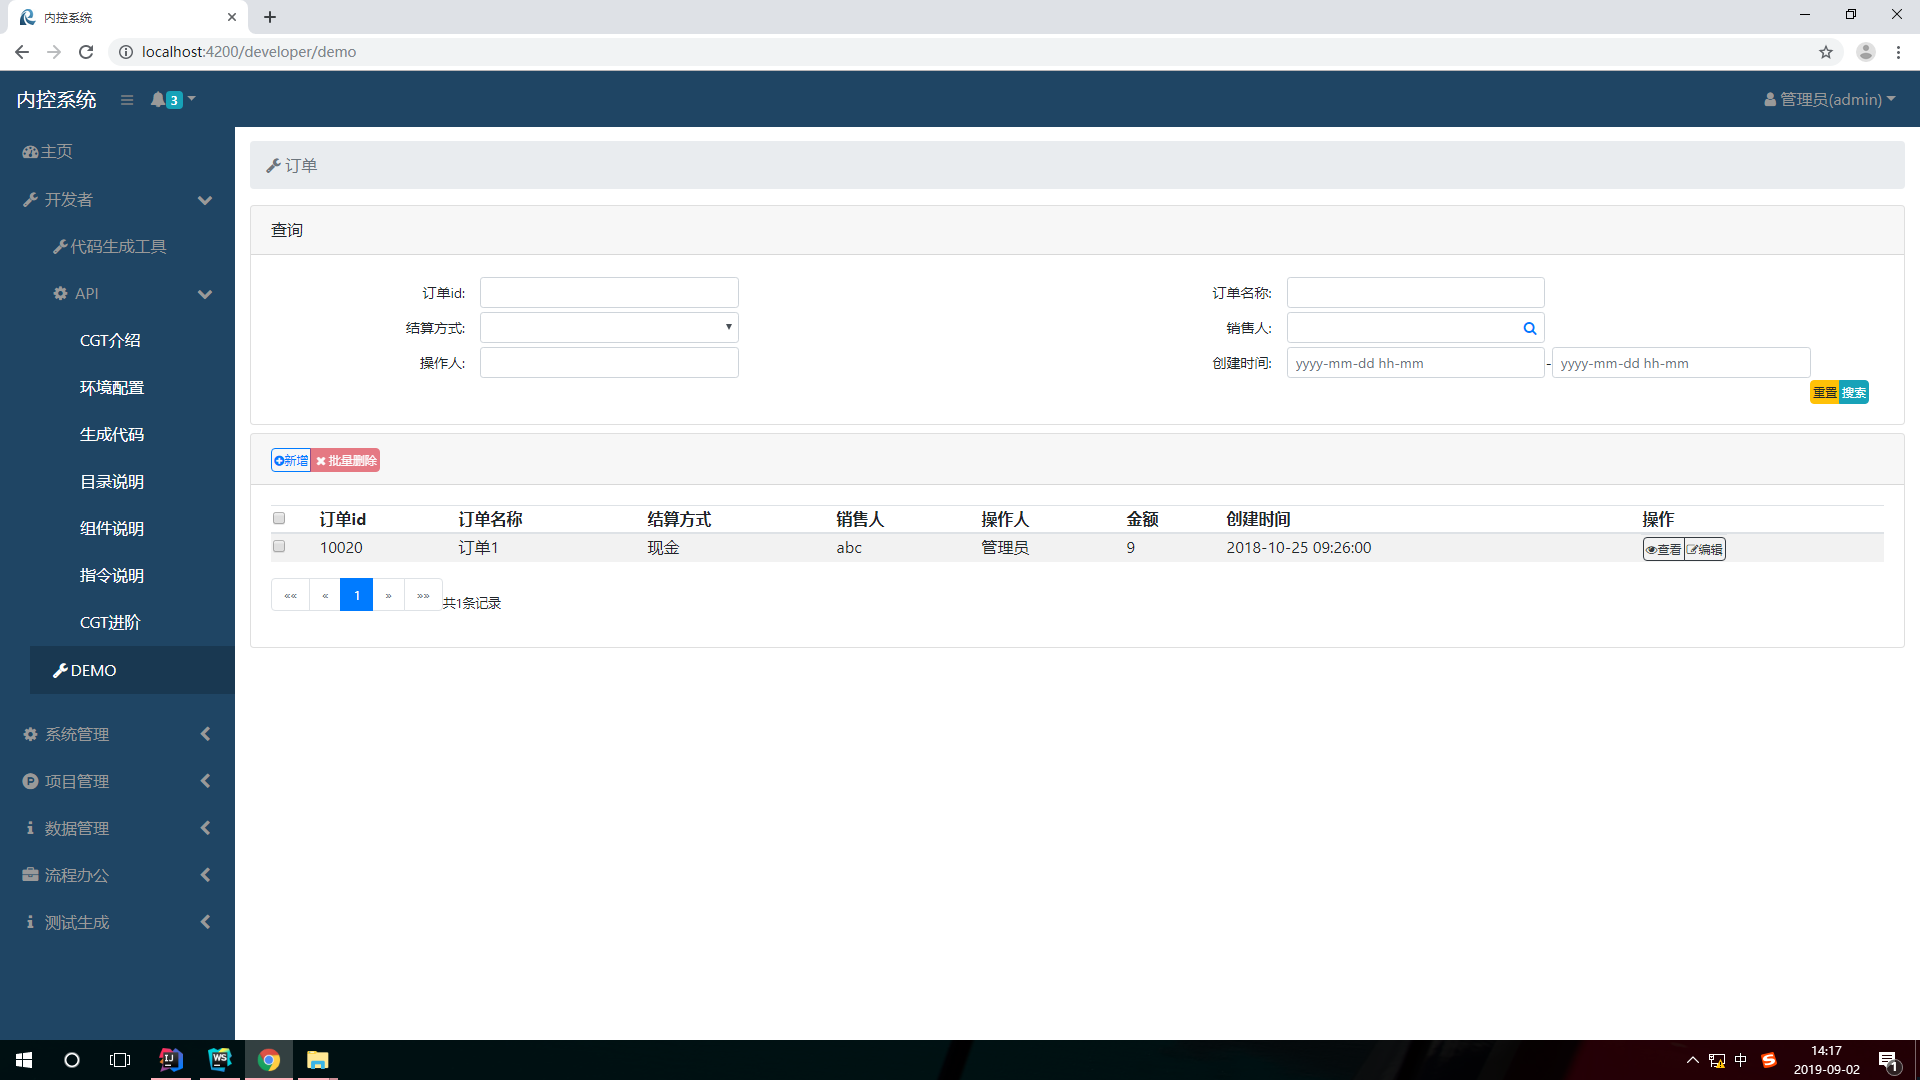 内控系统
localhost:4200/developer/demo
内控系统 3 管理员(admin)
主页
开发者
代码生成工具
API
CGT介绍
环境配置
生成代码
目录说明
组件说明
指令说明
CGT进阶
DEMO
系统管理
项目管理
数据管理
流程办公
测试生成
订单
查询
订单id: 订单名称:
结算方式: 销售人:
操作人: 创建时间: yyyy-mm-dd hh-mm - yyyy-mm-dd hh-mm
重置 搜索
新增 批量删除
订单id 订单名称 结算方式 销售人 操作人 金额 创建时间 操作
10020 订单1 现金 abc 管理员 9 2018-10-25 09:26:00 查看 编辑
«« « 1 » »» 共1条记录
中 14:17
2019-09-02 1